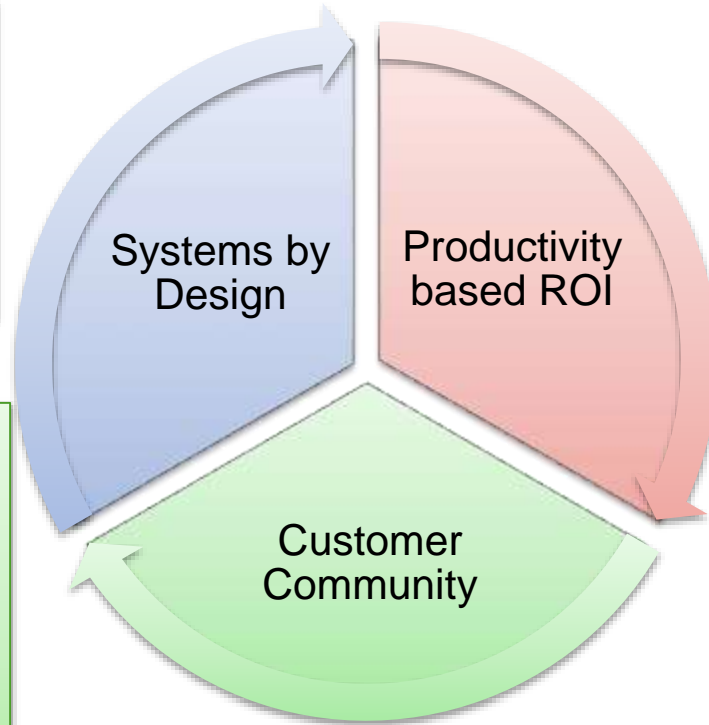 Systems by
Design
Productivity
based ROI
Customer
Community